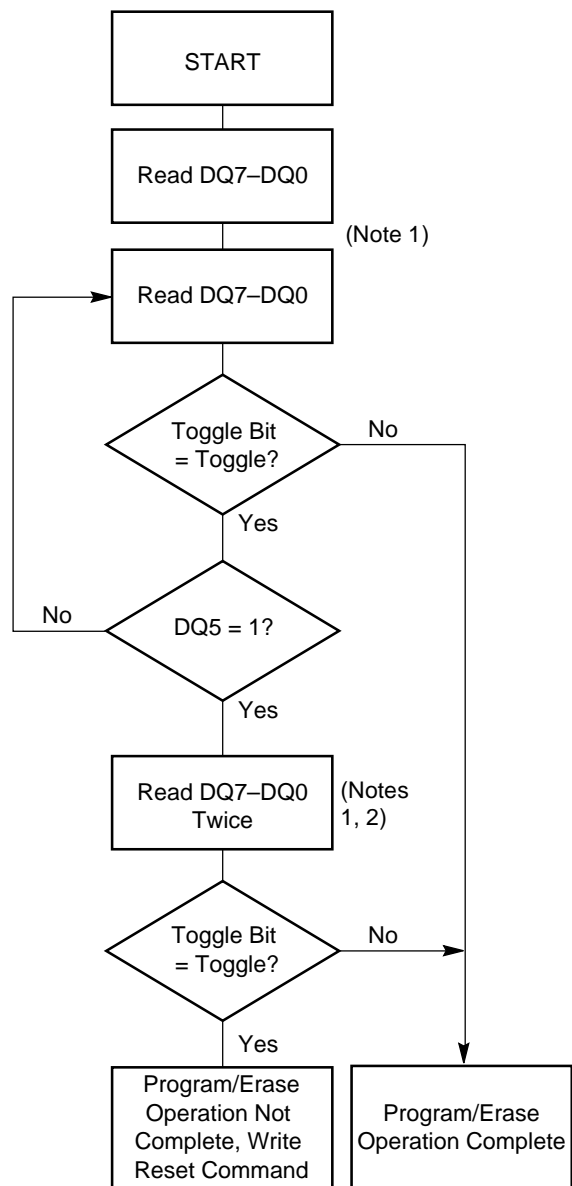 START
Read DQ7–DQ0
(Note 1)
Read DQ7–DQ0
Toggle Bit
= Toggle?
No
Yes
No
DQ5 = 1?
Yes
Read DQ7–DQ0
Twice
(Notes
1, 2)
Toggle Bit
= Toggle?
No
Yes
Program/Erase
Operation Not
Complete, Write
Reset Command
Program/Erase
Operation Complete